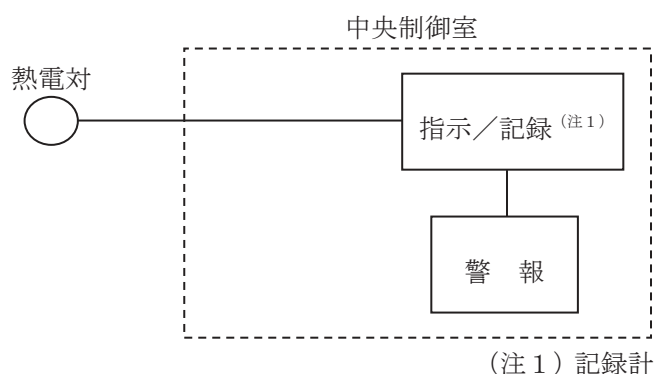 中央制御室
熱電対
指示／記録（注１）
警　報
（注１）記録計